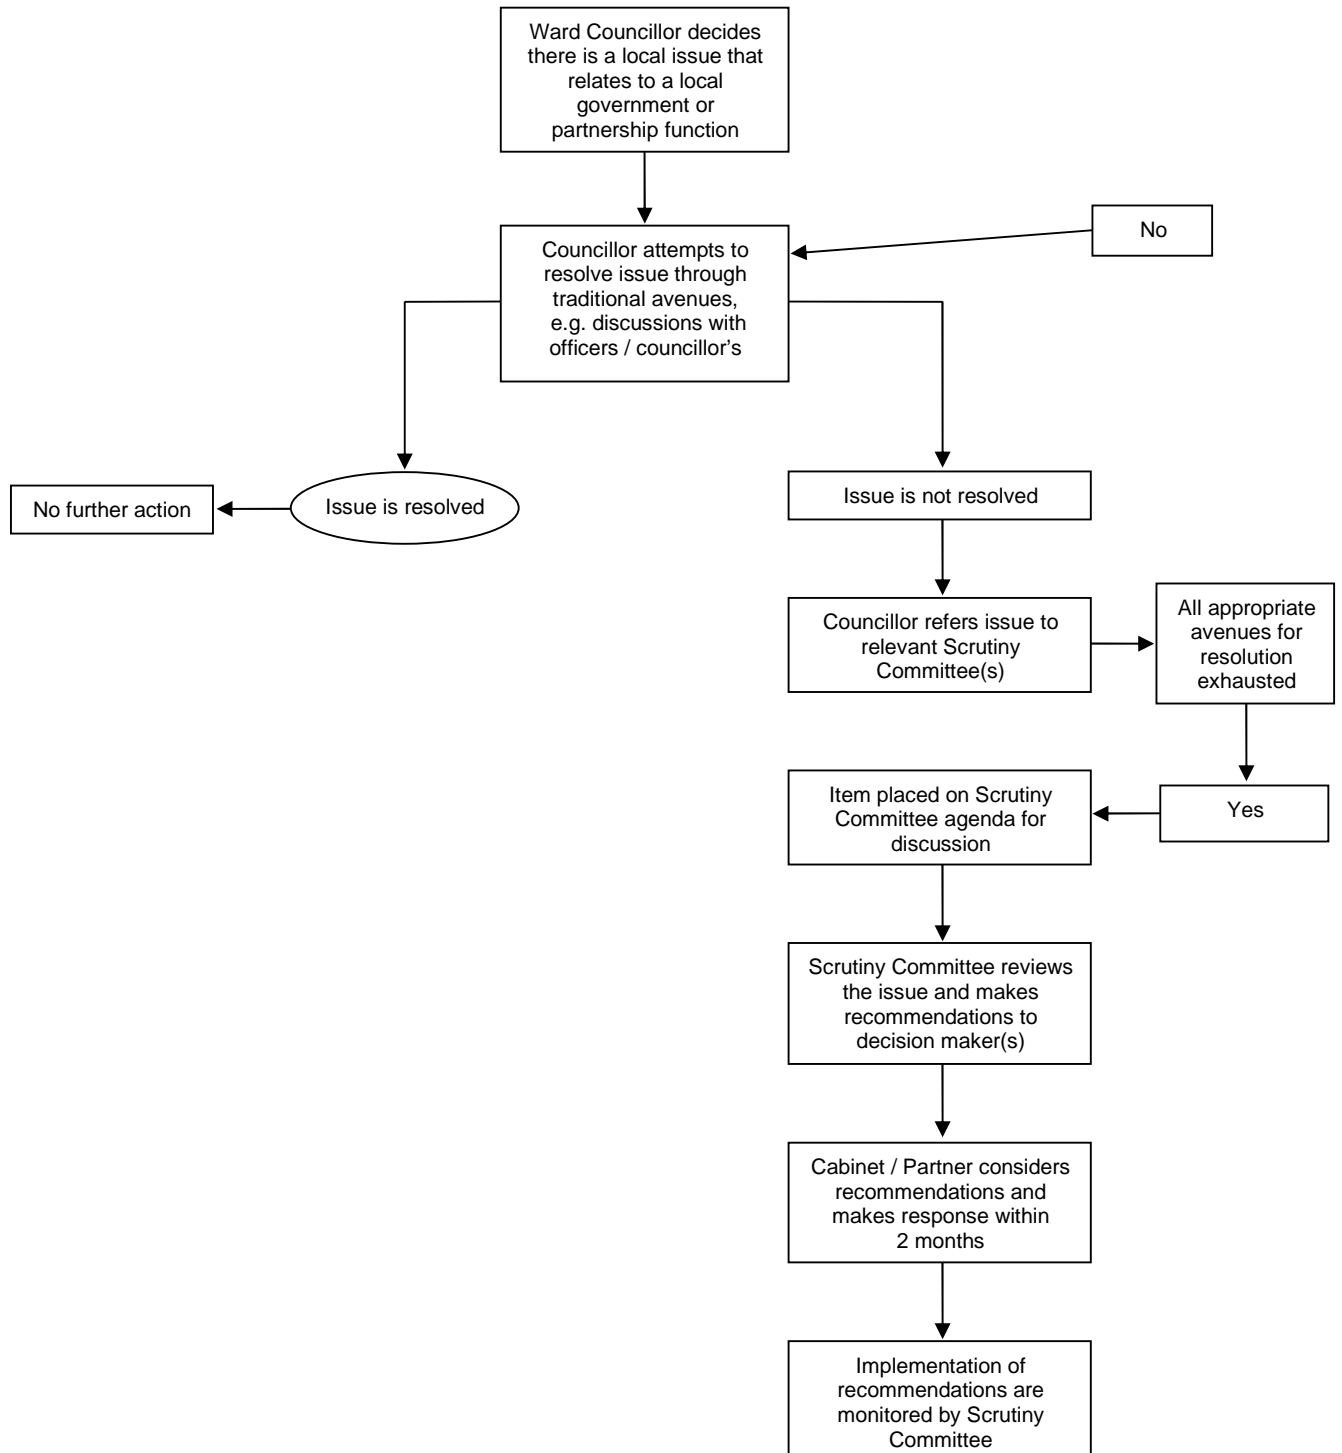 Ward Councillor decides
there is a local issue that
relates to a local
government or
partnership function
No
Councillor attempts to
resolve issue through
traditional avenues,
e.g. discussions with
officers / councillor’s
No further action
Issue is resolved
Issue is not resolved
Councillor refers issue to
relevant Scrutiny
Committee(s)
All appropriate
avenues for
resolution
exhausted
Yes
Item placed on Scrutiny
Committee agenda for
discussion
Scrutiny Committee reviews
the issue and makes
recommendations to
decision maker(s)
Cabinet / Partner considers
recommendations and
makes response within
2 months
Implementation of
recommendations are
monitored by Scrutiny
Committee